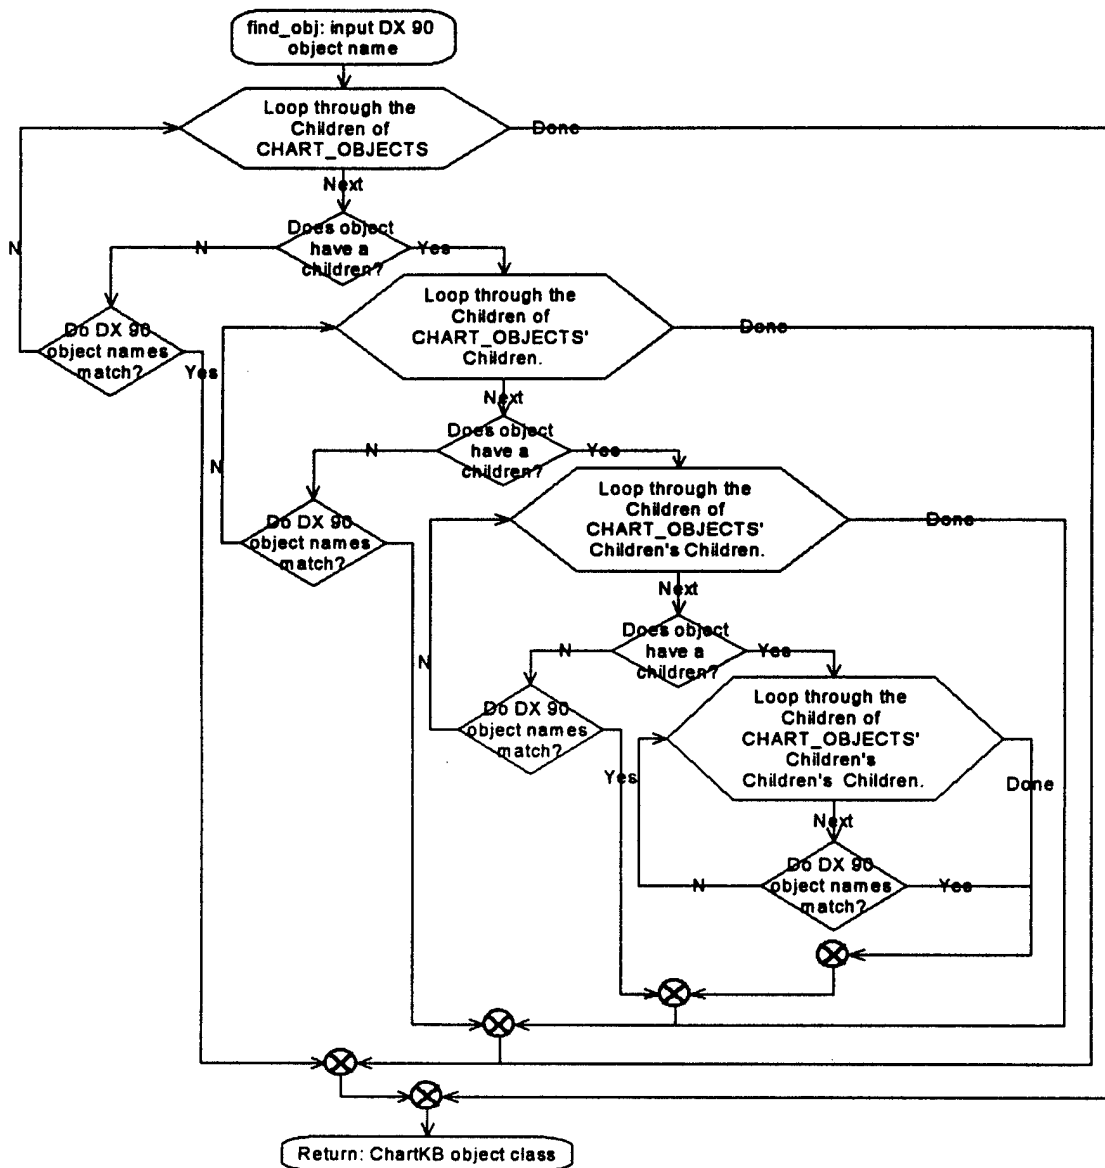 find_obj: input DX 90
object name
Loop through the
Children of
CHART_OBJECTS
Done
Next
Does object
have a
children?
N
N
Yes
Do DX 90
object names
match?
Yes
Loop through the
Children of
CHART_OBJECTS'
Children.
Done
Next
Does object
have a
children?
N
N
Yes
Do DX 90
object names
match?
Loop through the
Children of
CHART_OBJECTS'
Children's Children.
Done
Next
Does object
have a
children?
N
N
Yes
Do DX 90
object names
match?
Yes
Loop through the
Children of
CHART_OBJECTS'
Children's
Children's Children.
Done
Next
Do DX 90
object names
match?
N
Yes
Return: ChartKB object class